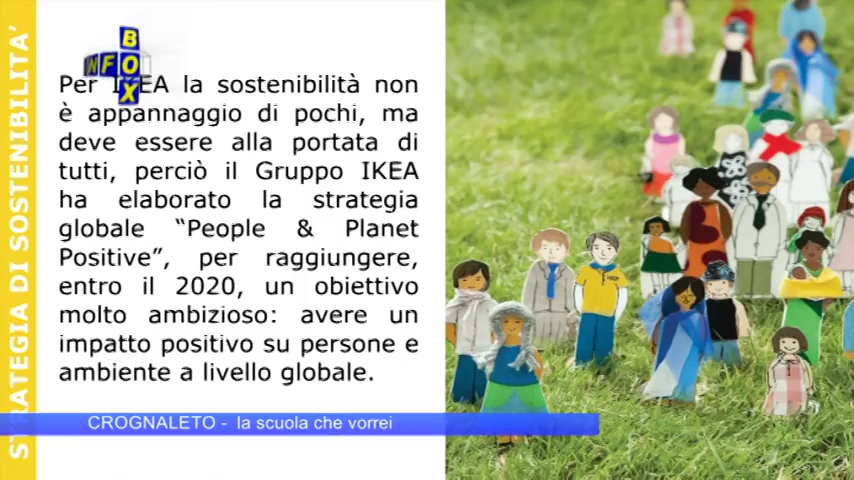 STRATEGIA DI SOSTENIBILITA'
INFO
BOX
Per IKEA la sostenibilità non
è appannaggio di pochi, ma
deve essere alla portata di
tutti, perciò il Gruppo IKEA
ha elaborato la strategia
globale “People & Planet
Positive”, per raggiungere,
entro il 2020, un obiettivo
molto ambizioso: avere un
impatto positivo su persone e
ambiente a livello globale.
CROGNALETO - la scuola che vorrei